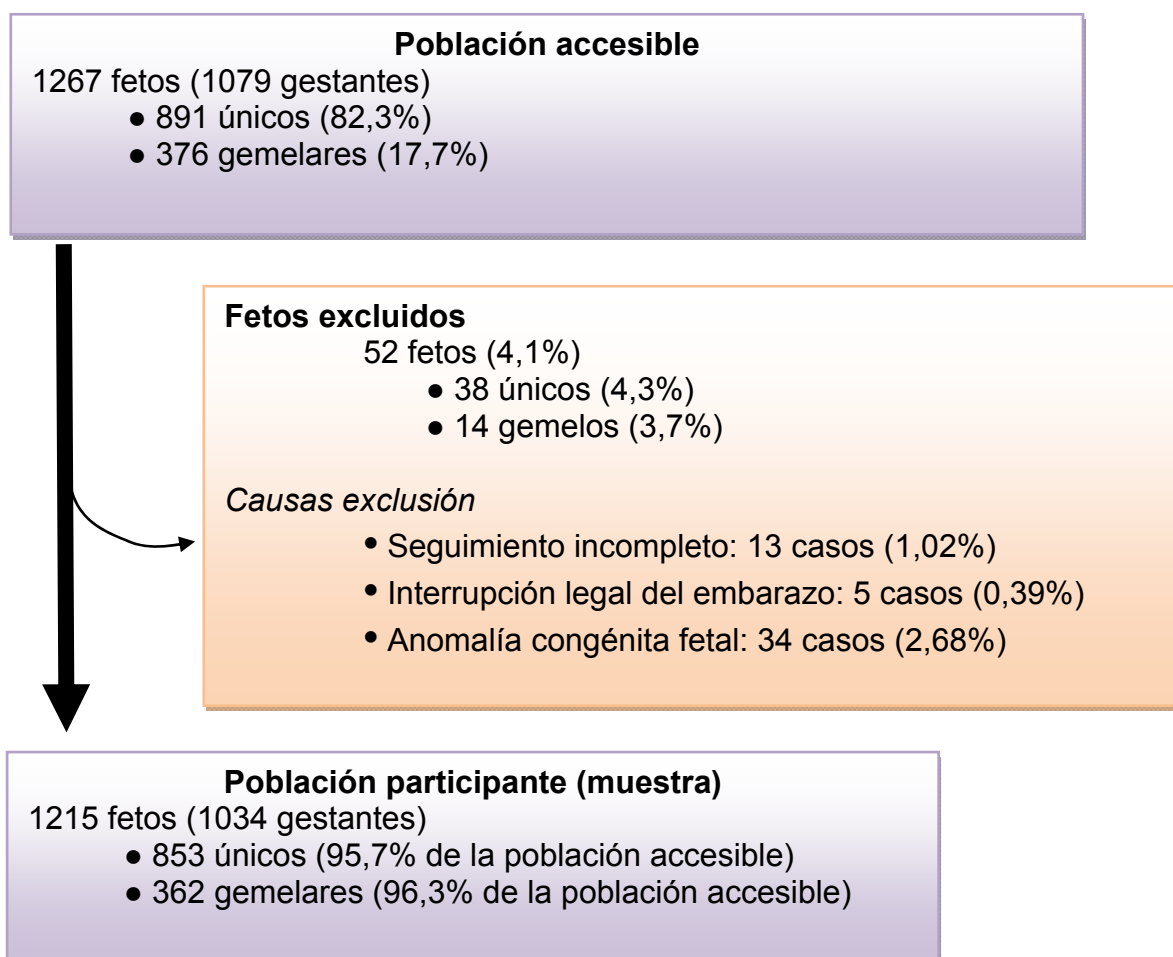 Población accesible
1267 fetos (1079 gestantes)
● 891 únicos (82,3%)
● 376 gemelares (17,7%)
Fetos excluidos
52 fetos (4,1%)
● 38 únicos (4,3%)
● 14 gemelos (3,7%)
Causas exclusión
• Seguimiento incompleto: 13 casos (1,02%)
• Interrupción legal del embarazo: 5 casos (0,39%)
• Anomalía congénita fetal: 34 casos (2,68%)
Población participante (muestra)
1215 fetos (1034 gestantes)
● 853 únicos (95,7% de la población accesible)
● 362 gemelares (96,3% de la población accesible)